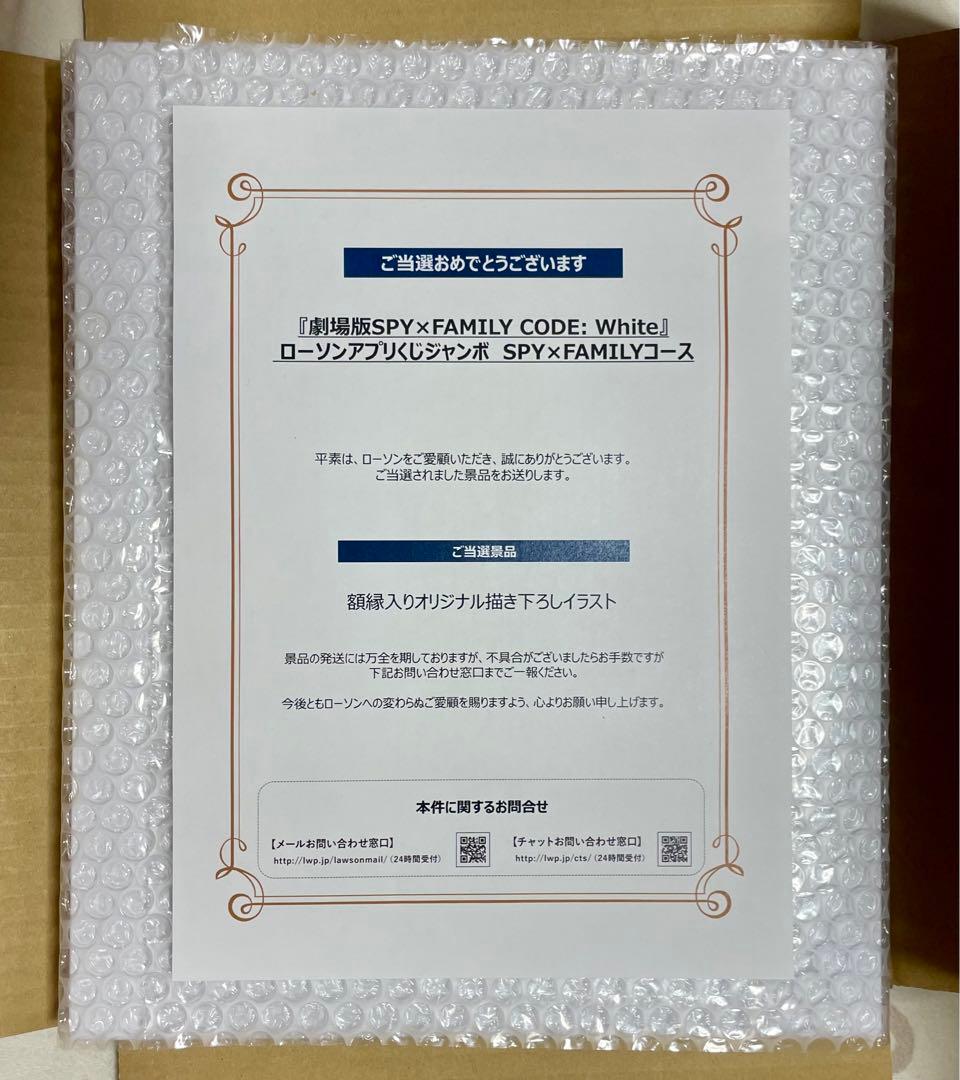 ご当選おめでとうございます
『劇場版SPY×FAMILY CODE: White』
ローソンアプリくじジャンボ SPY×FAMILYコース
平素は、ローソンをご愛顧いただき、誠にありがとうございます。
ご当選されました景品をお送りします。
ご当選景品
額縁入りオリジナル描き下ろしイラスト
景品の発送には万全を期しておりますが、不具合がございましたらお手数ですが
下記お問い合わせ窓口までご一報ください。
今後ともローソンへの変わらぬご愛顧を賜りますよう、心よりお願い申し上げます。
本件に関するお問合せ
【メールお問い合わせ窓口】
http://lwp.jp/lawsonmail/（24時間受付）
【チャットお問い合わせ窓口】
http://lwp.jp/cts/（24時間受付）